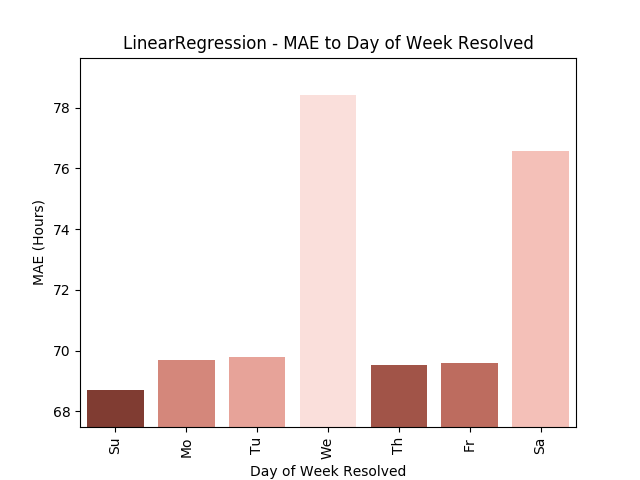 LinearRegression - MAE to Day of Week Resolved
MAE (Hours)
78
76
74
72
70
68
Su
Mo
Tu
We
Th
Fr
Sa
Day of Week Resolved